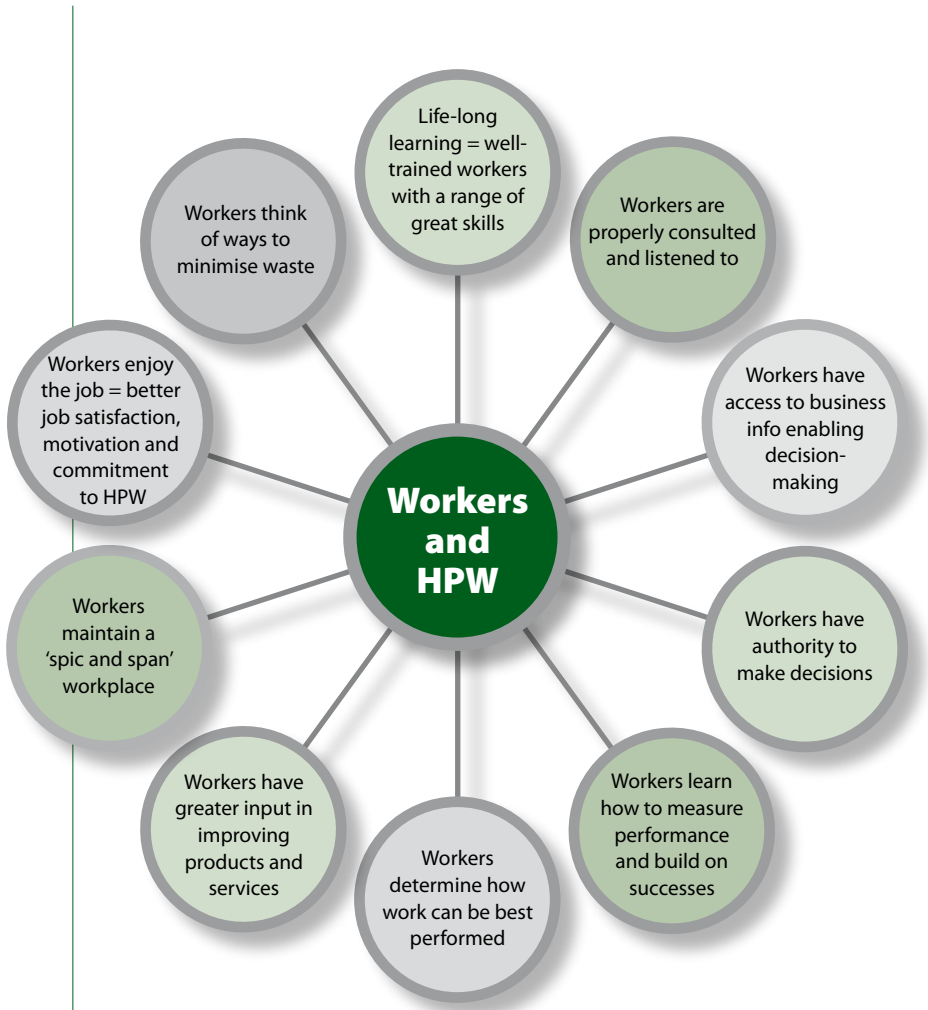 Life-long
learning = well-
trained workers
with a range of
great skills
Workers are
properly consulted
and listened to
Workers have
access to business
info enabling
decision-
making
Workers have
authority to
make decisions
Workers learn
how to measure
performance
and build on
successes
Workers
determine how
work can be best
performed
Workers have
greater input in
improving
products and
services
Workers
maintain a
‘spic and span’
workplace
Workers enjoy
the job = better
job satisfaction,
motivation and
commitment
to HPW
Workers think
of ways to
minimise waste
Workers
and
HPW